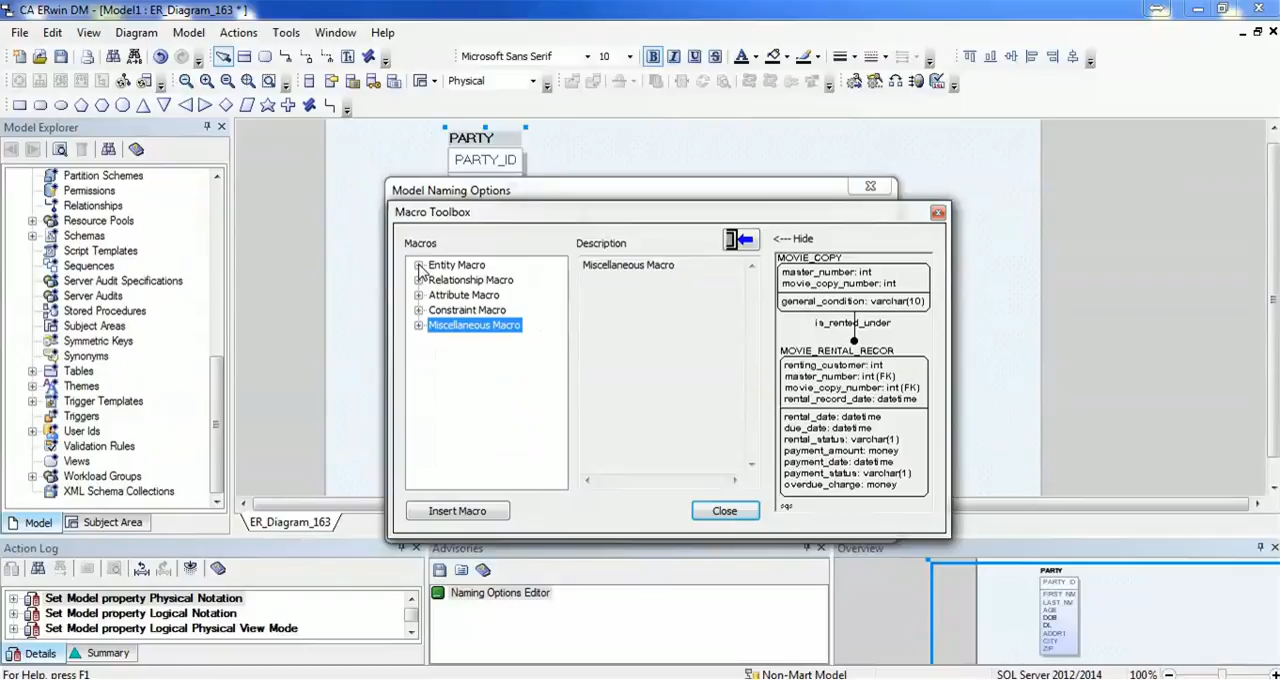 CA ERwin DM - [Model1 : ER_Diagram_163 * ]
File Edit View Diagram Model Actions Tools Window Help
Microsoft Sans Serif 10
Physical
Model Explorer
Partition Schemes
Permissions
Relationships
Resource Pools
Schemas
Script Templates
Sequences
Server Audit Specifications
Server Audits
Stored Procedures
Subject Areas
Symmetric Keys
Synonyms
Tables
Themes
Trigger Templates
Triggers
User Ids
Validation Rules
Views
Workload Groups
XML Schema Collections
Model Subject Area
PARTY
PARTY_ID
Model Naming Options
Macro Toolbox
Macros
Entity Macro
Relationship Macro
Attribute Macro
Constraint Macro
Miscellaneous Macro
Insert Macro
Description
Miscellaneous Macro
Close
<--- Hide
MOVIE_COPY
master_number: int
movie_copy_number: int
general_condition: varchar(10)
is_rented_under
MOVIE_RENTAL_RECOR
renting_customer: int
master_number: int (FK)
movie_copy_number: int (FK)
rental_record_date: datetime
rental_date: datetime
due_date: datetime
rental_status: varchar(1)
payment_amount: money
payment_date: datetime
payment_status: varchar(1)
overdue_charge: money
ER_Diagram_163
Action Log
Set Model property Physical Notation
Set Model property Logical Notation
Set Model property Logical Physical View Mode
Details Summary
Advisories
Naming Options Editor
Overview
PARTY
PARTY_ID
FIRST_NM
LAST_NM
AGE
DOB
DL
ADDR1
CITY
ZIP
For Help, press F1
Non-Mart Model
SQL Server 2012/2014
100%